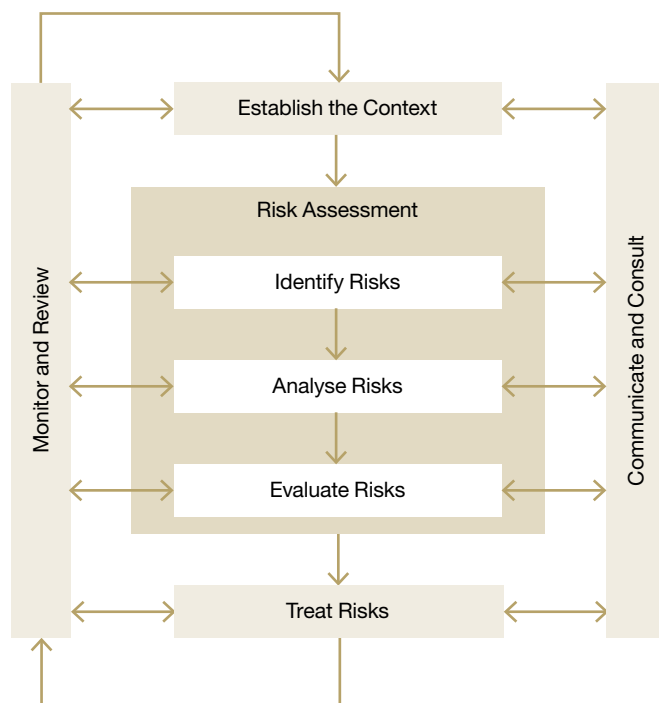 Establish the Context
Risk Assessment
Identify Risks
Analyse Risks
Evaluate Risks
Treat Risks
Monitor and Review
Communicate and Consult